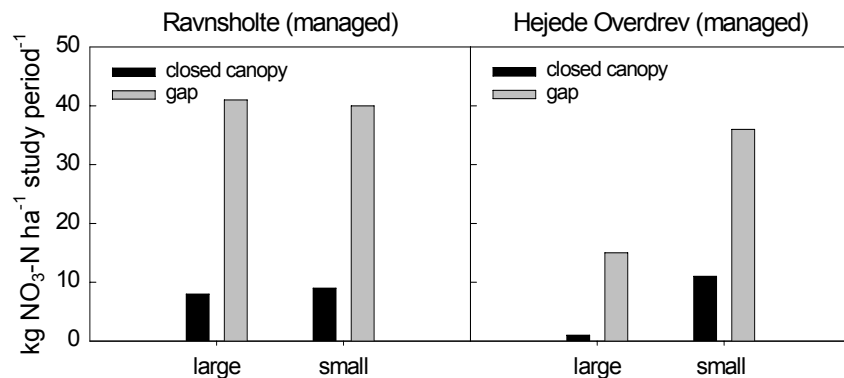 Ravnsholte (managed)
Hejede Overdrev (managed)
kg NO₃-N ha⁻¹ study period⁻¹
50
40
30
20
10
0
closed canopy
gap
closed canopy
gap
large
small
large
small